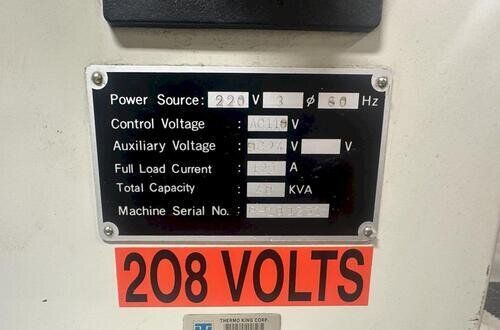 Power Source: 220 V 3 ø 60 Hz
Control Voltage : AC110 V
Auxiliary Voltage : DC24 V V
Full Load Current : A
Total Capacity : KVA
Machine Serial No. :
208 VOLTS
THERMO KING CORP.